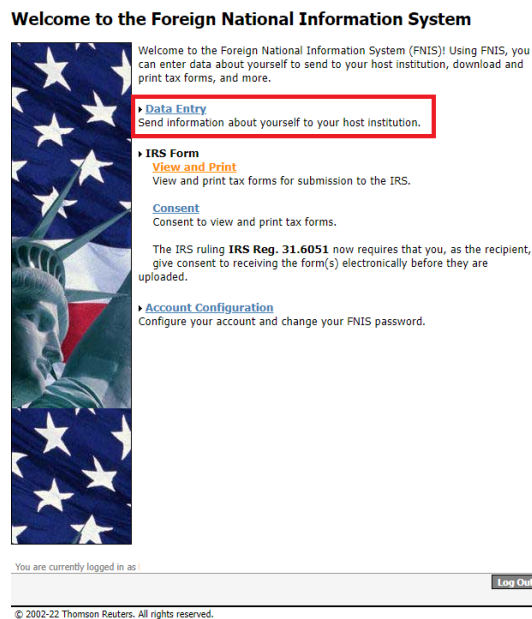 Welcome to the Foreign National Information System
Welcome to the Foreign National Information System (FNIS)! Using FNIS, you
can enter data about yourself to send to your host institution, download and
print tax forms, and more.
Data Entry
Send information about yourself to your host institution.
IRS Form
View and Print
View and print tax forms for submission to the IRS.
Consent
Consent to view and print tax forms.
The IRS ruling IRS Reg. 31.6051 now requires that you, as the recipient,
give consent to receiving the form(s) electronically before they are
uploaded.
Account Configuration
Configure your account and change your FNIS password.
You are currently logged in as
Log Out
© 2002-22 Thomson Reuters. All rights reserved.